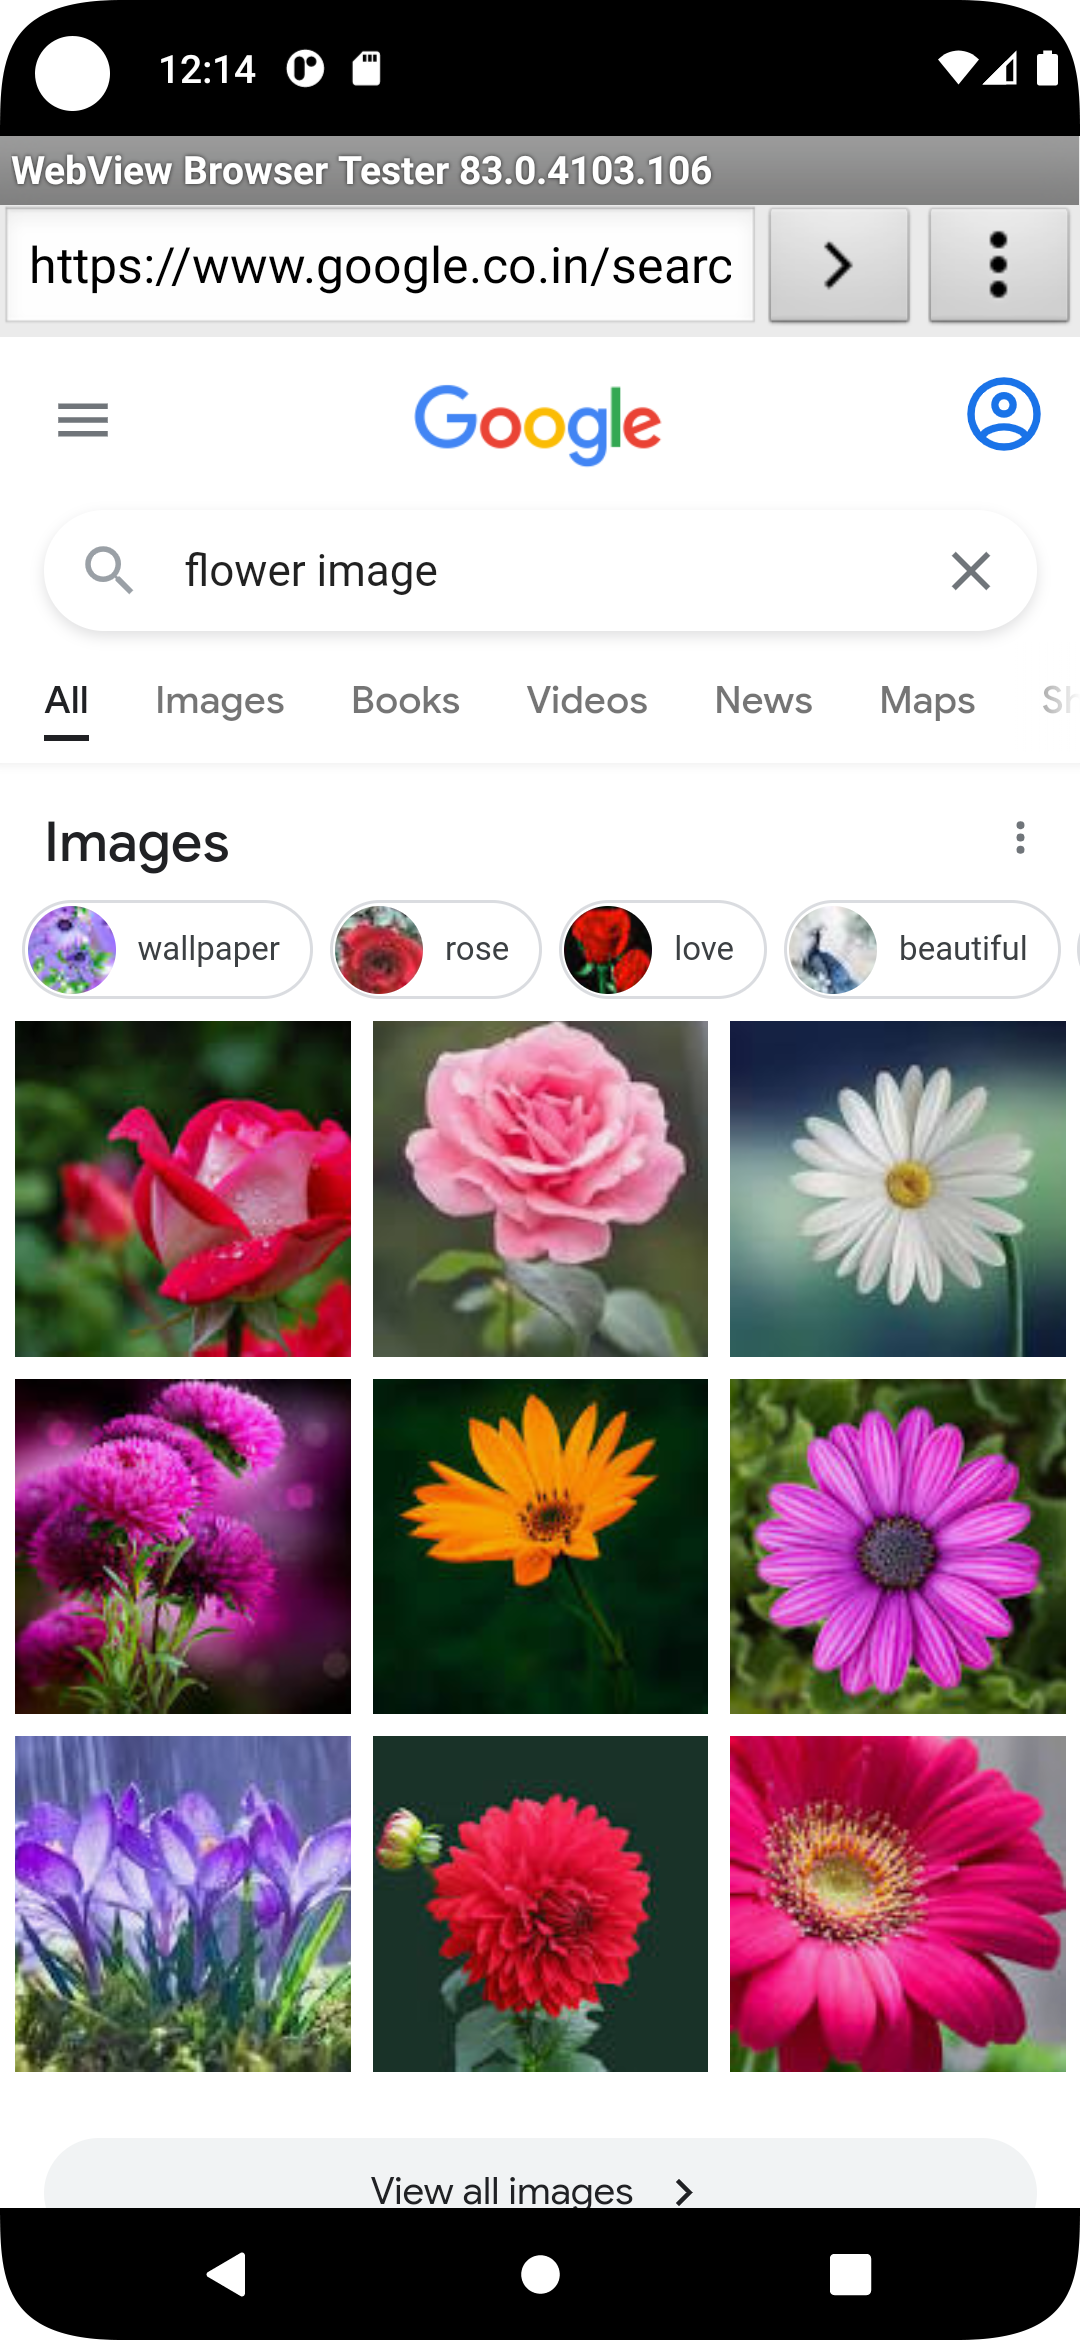 12:14
WebView Browser Tester 83.0.4103.106
https://www.google.co.in/searc
Google
flower image
All Images Books Videos News Maps Sh
Images
wallpaper rose love beautiful
View all images